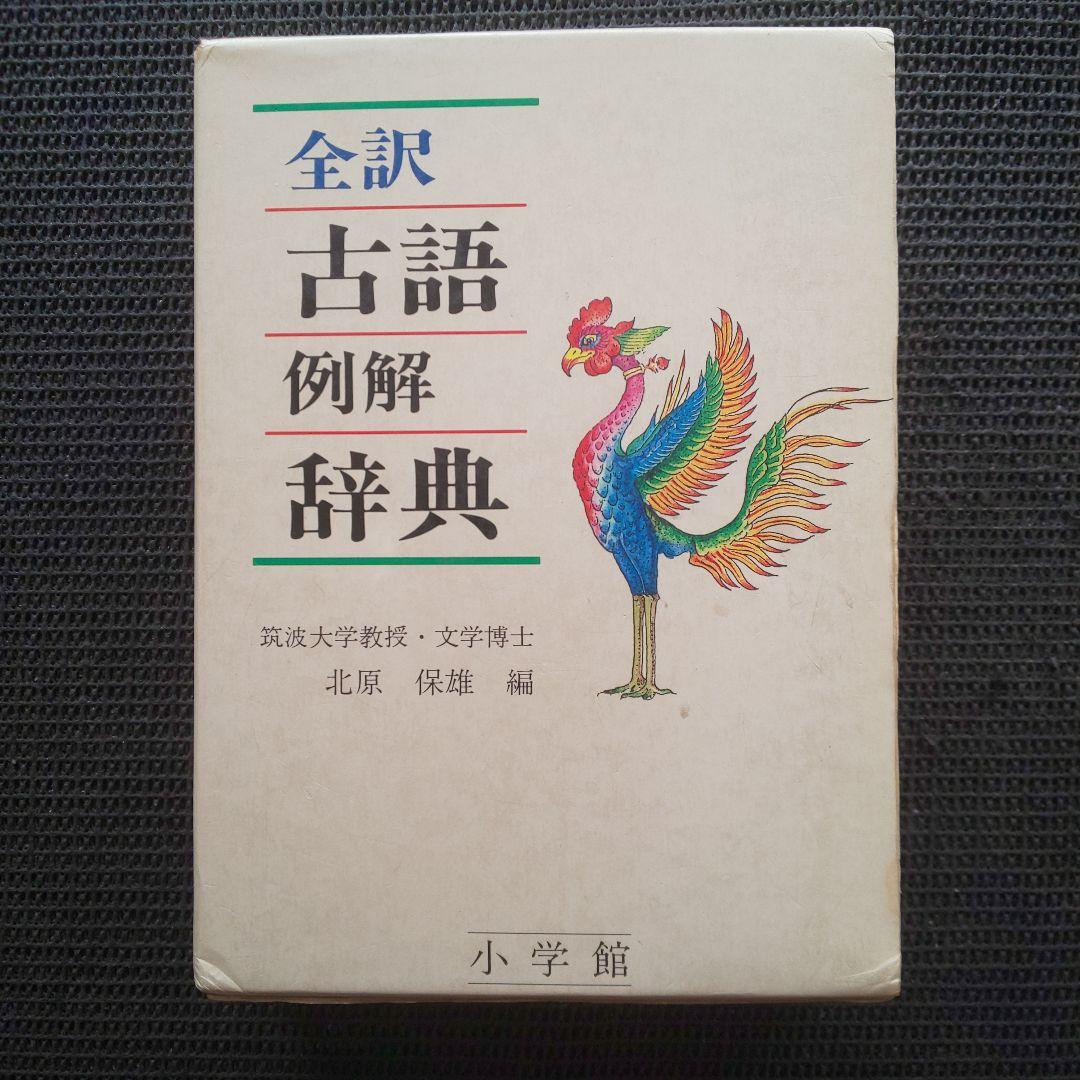 全訳
古語
例解
辞典
筑波大学教授・文学博士
北原 保雄 編
小学館